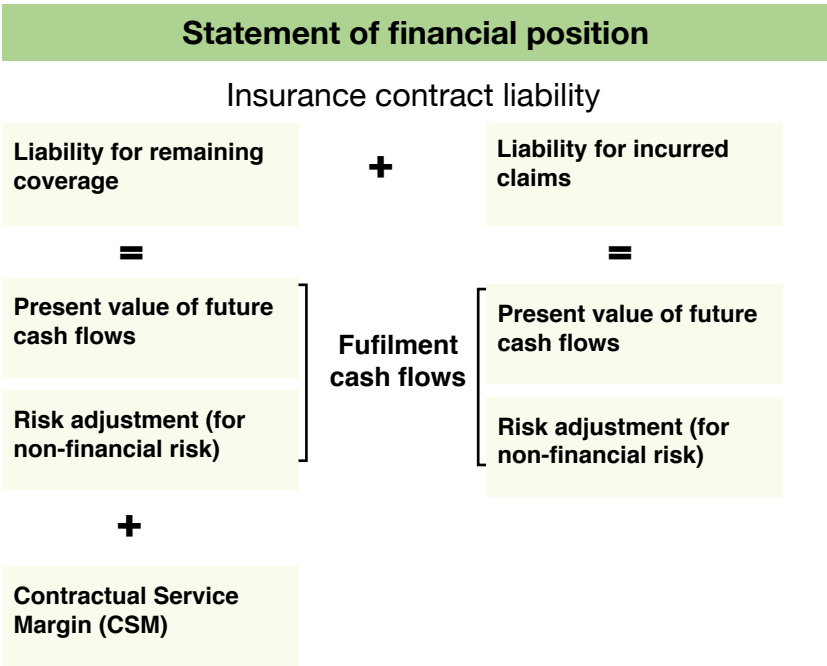 Statement of financial position
Insurance contract liability
Liability for remaining
coverage
+
Liability for incurred
claims
=
=
Present value of future
cash flows
Risk adjustment (for
non-financial risk)
Fufilment
cash flows
Present value of future
cash flows
Risk adjustment (for
non-financial risk)
+
Contractual Service
Margin (CSM)